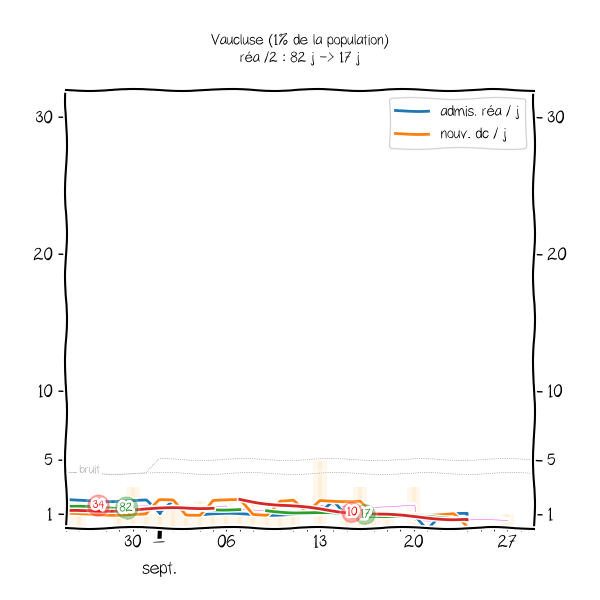 Vaucluse (1% de la population)
réa /2 : 82 j -> 17 j
admis. réa / j
nouv. dc / j
30 30
20 20
10 10
5 5
bruit
34 82 10 17
1 1
30 1 06 13 20 27
sept.